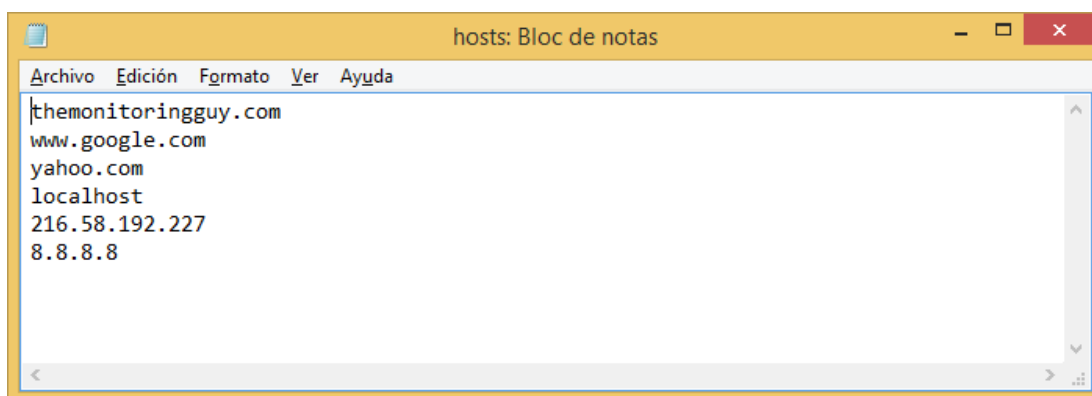 hosts: Bloc de notas
Archivo Edición Formato Ver Ayuda
themonitoringguy.com
www.google.com
yahoo.com
localhost
216.58.192.227
8.8.8.8